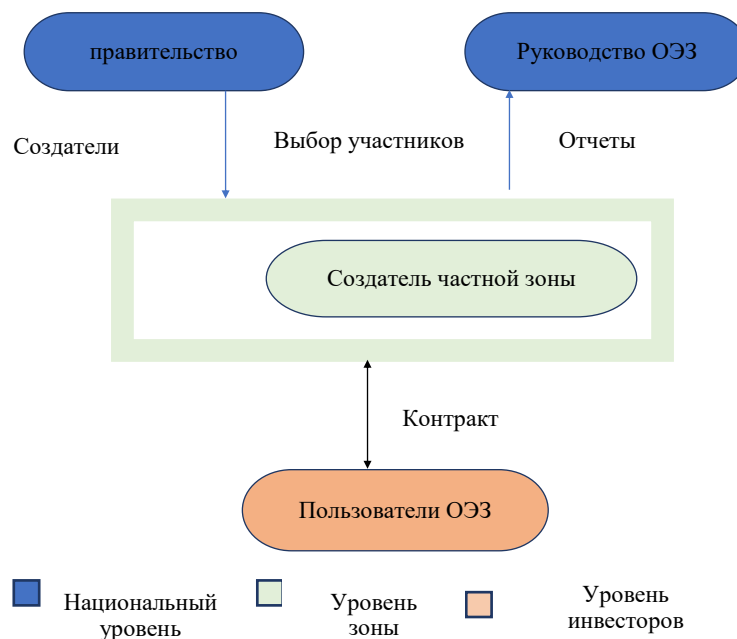 правительство
Руководство ОЭЗ
Создатели
Выбор участников
Отчеты
Создатель частной зоны
Контракт
Пользователи ОЭЗ
Национальный
уровень
Уровень
зоны
Уровень
инвесторов